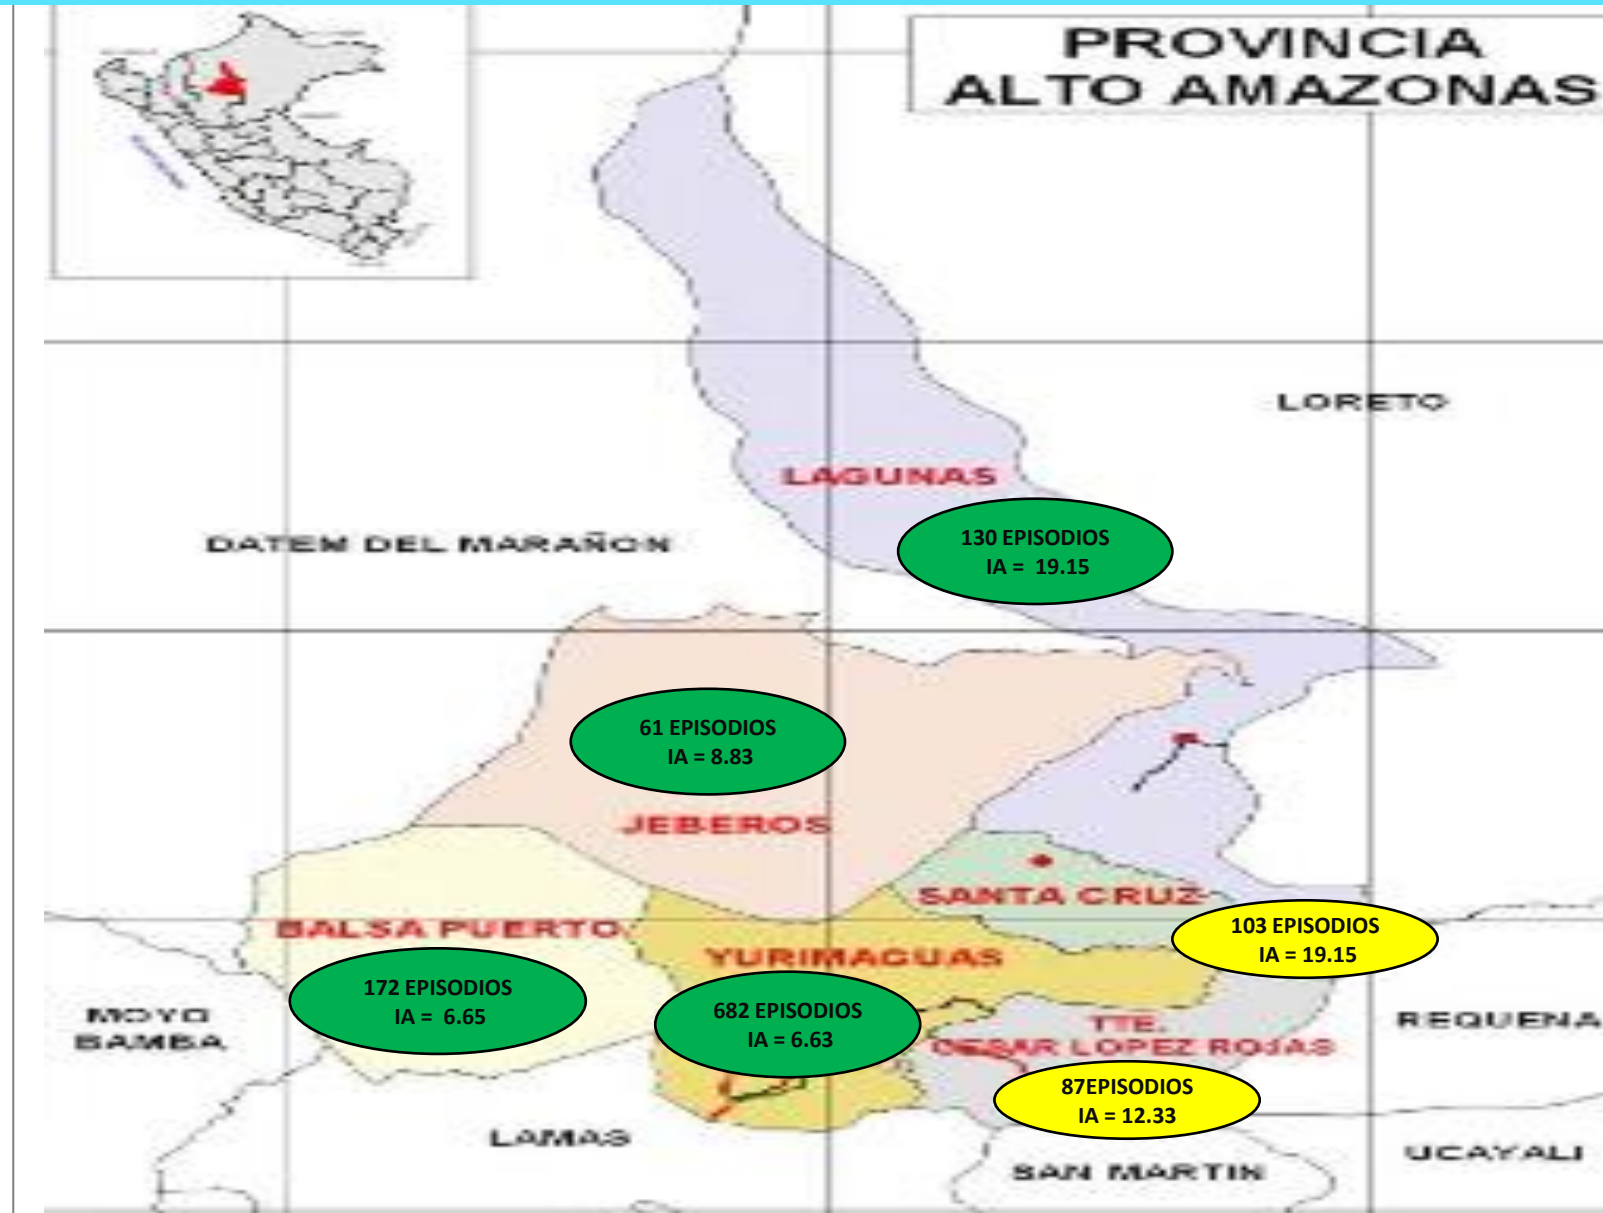 PROVINCIA
ALTO AMAZONAS
LORETO
LAGUNAS
DATEM DEL MARAÑON
130 EPISODIOS
IA =  19.15
61 EPISODIOS
IA = 8.83
JEBEROS
SANTA CRUZ
BALSA PUERTO
103 EPISODIOS
IA = 19.15
YURIMAGUAS
172 EPISODIOS
IA =  6.65
682 EPISODIOS
IA = 6.63
MOYO
BAMBA
TTE.
CESAR LOPEZ ROJAS
REQUENA
87EPISODIOS
IA = 12.33
LAMAS
SAN MARTIN
UCAYALI